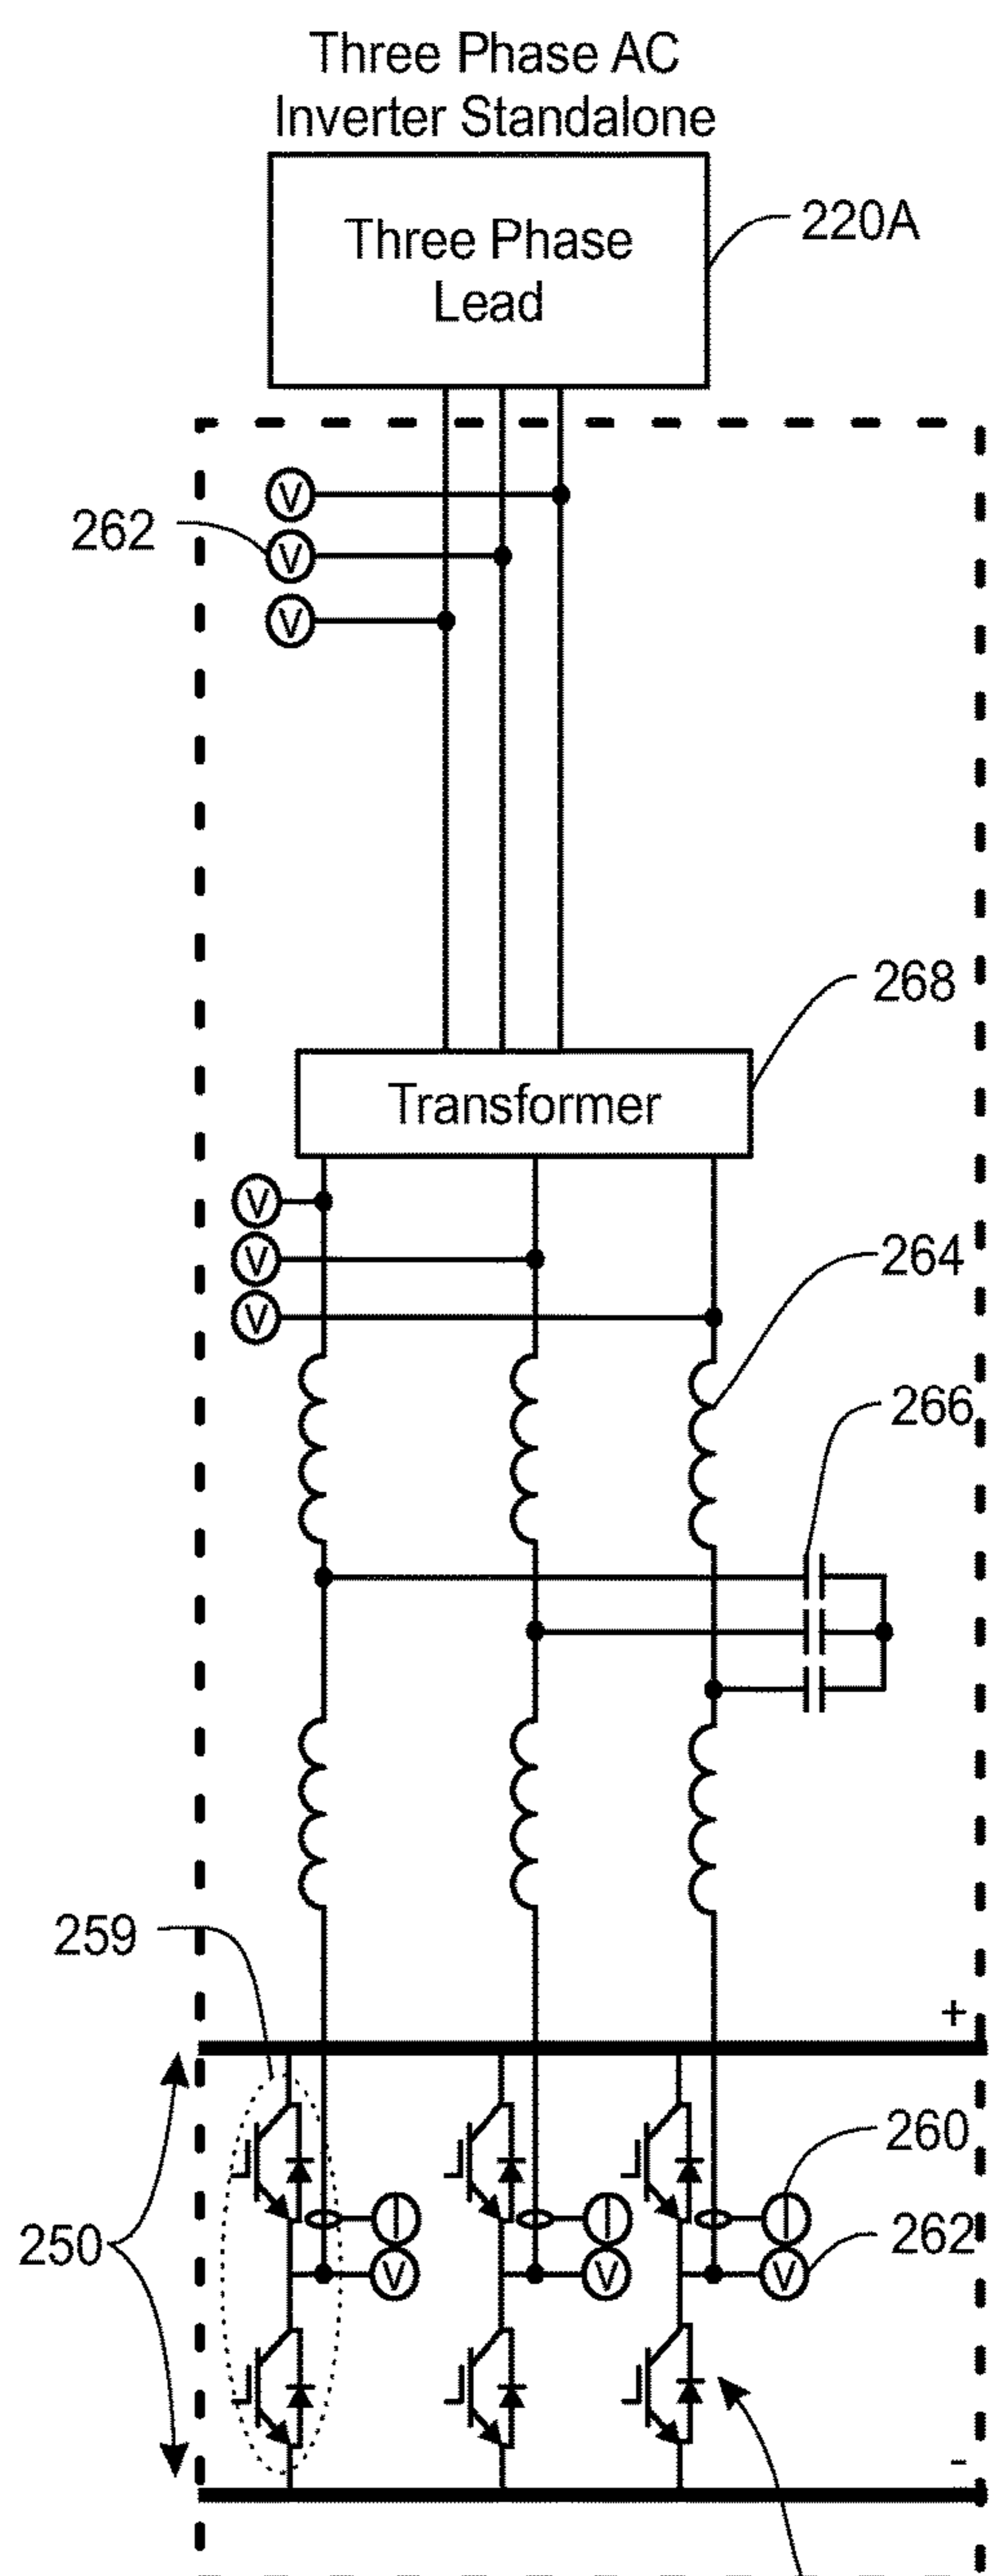 Three Phase AC
Inverter Standalone
Three Phase
Lead
220A
V
262
V
V
268
Transformer
V
V
V
264
266
259
+
260
I
I
I
250
262
V
V
V
-